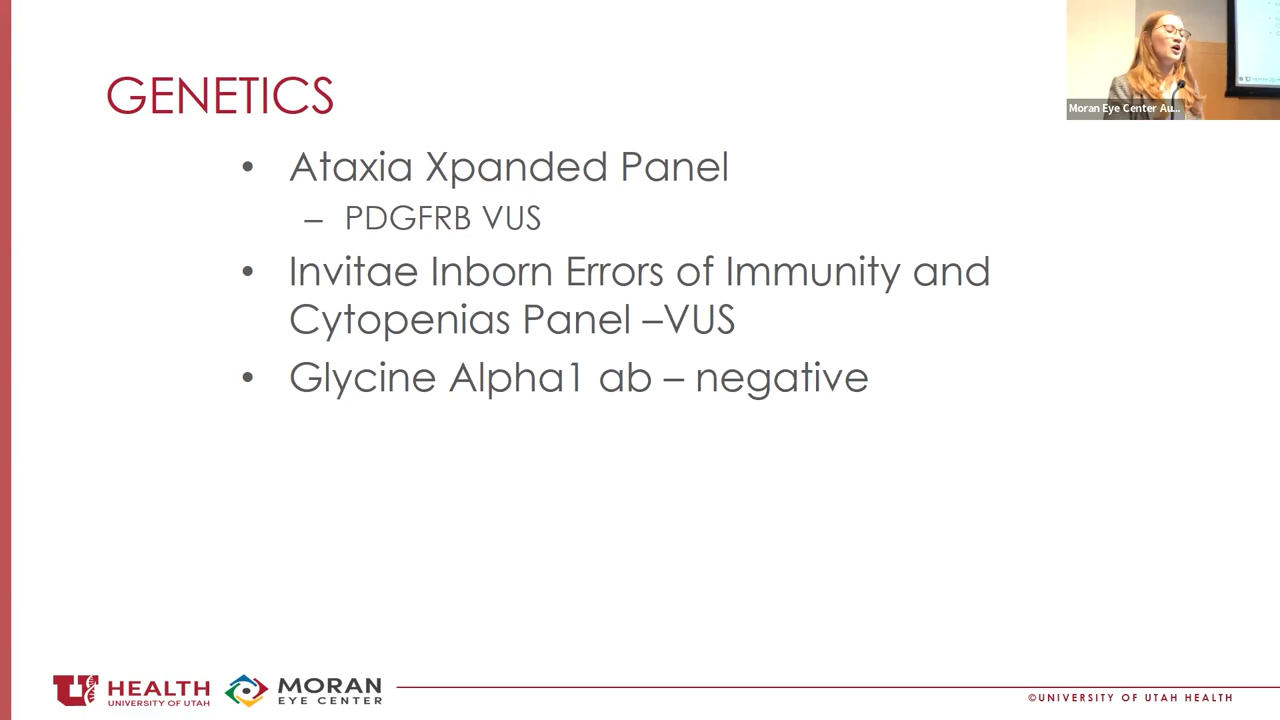 GENETICS
• Ataxia Xpanded Panel
– PDGFRB VUS
• Invitae Inborn Errors of Immunity and
Cytopenias Panel –VUS
• Glycine Alpha1 ab – negative
Moran Eye Center Au...
U HEALTH
UNIVERSITY OF UTAH
MORAN
EYE CENTER
©UNIVERSITY OF UTAH HEALTH